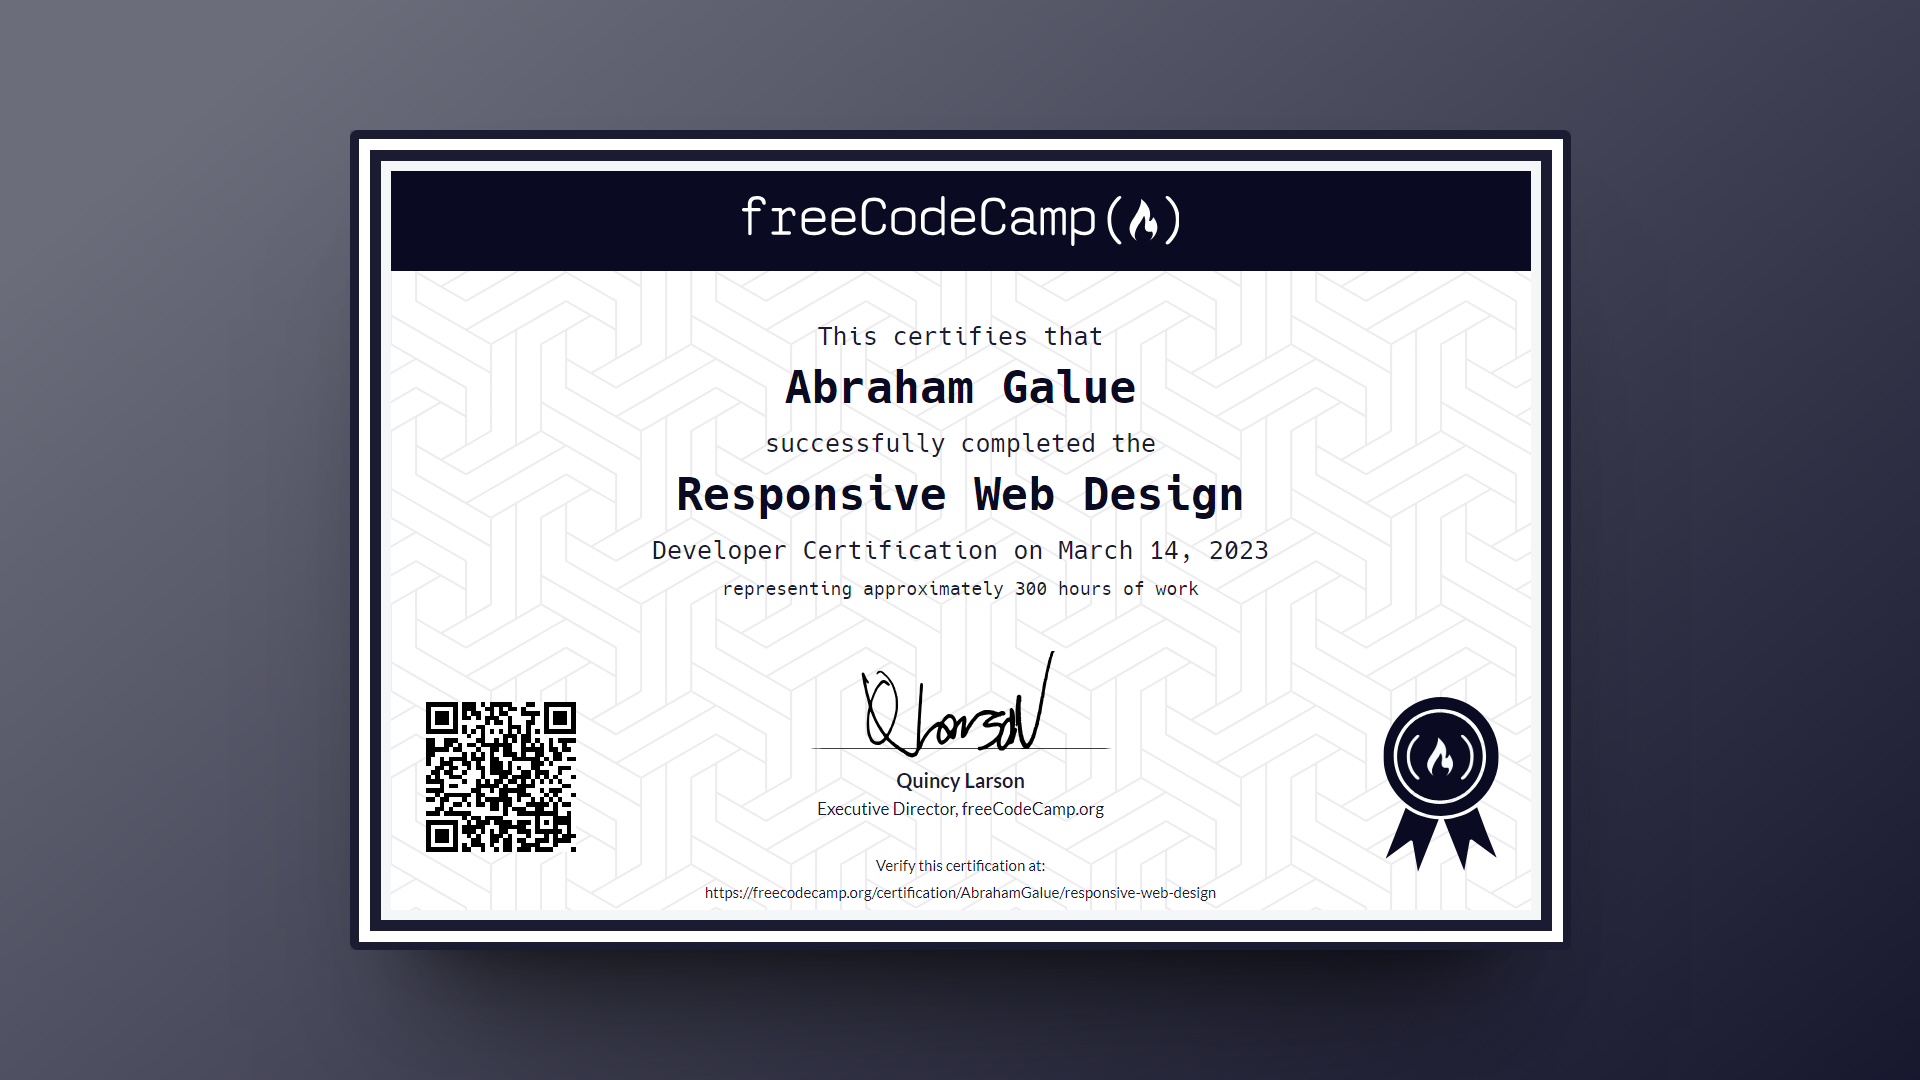 freeCodeCamp
This certifies that
Abraham Galue
successfully completed the
Responsive Web Design
Developer Certification on March 14, 2023
representing approximately 300 hours of work
Quincy Larson
Executive Director, freeCodeCamp.org
Verify this certification at:
https://freecodecamp.org/certification/AbrahamGalue/responsive-web-design